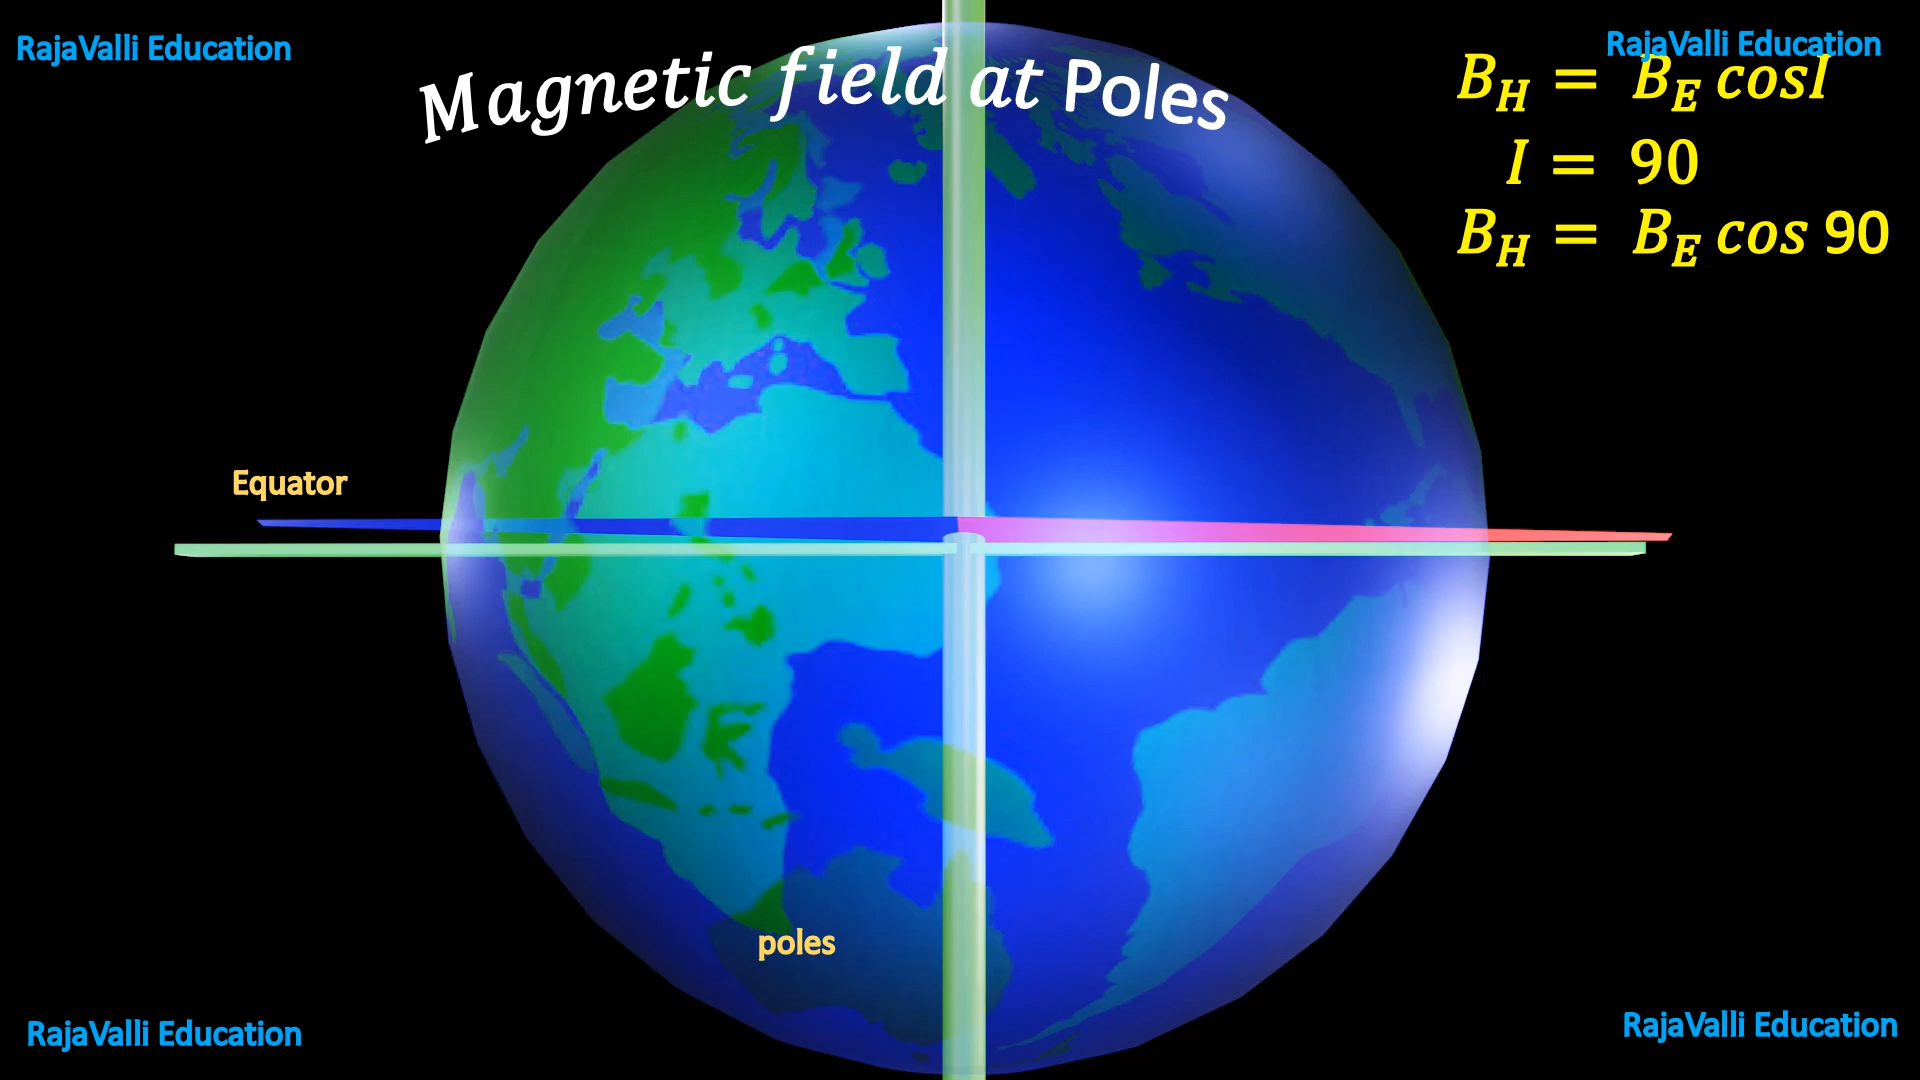 RajaValli Education
RajaValli Education
Magnetic field at Poles
B_H = B_E cosI
I = 90
B_H = B_E cos 90
Equator
poles
RajaValli Education
RajaValli Education